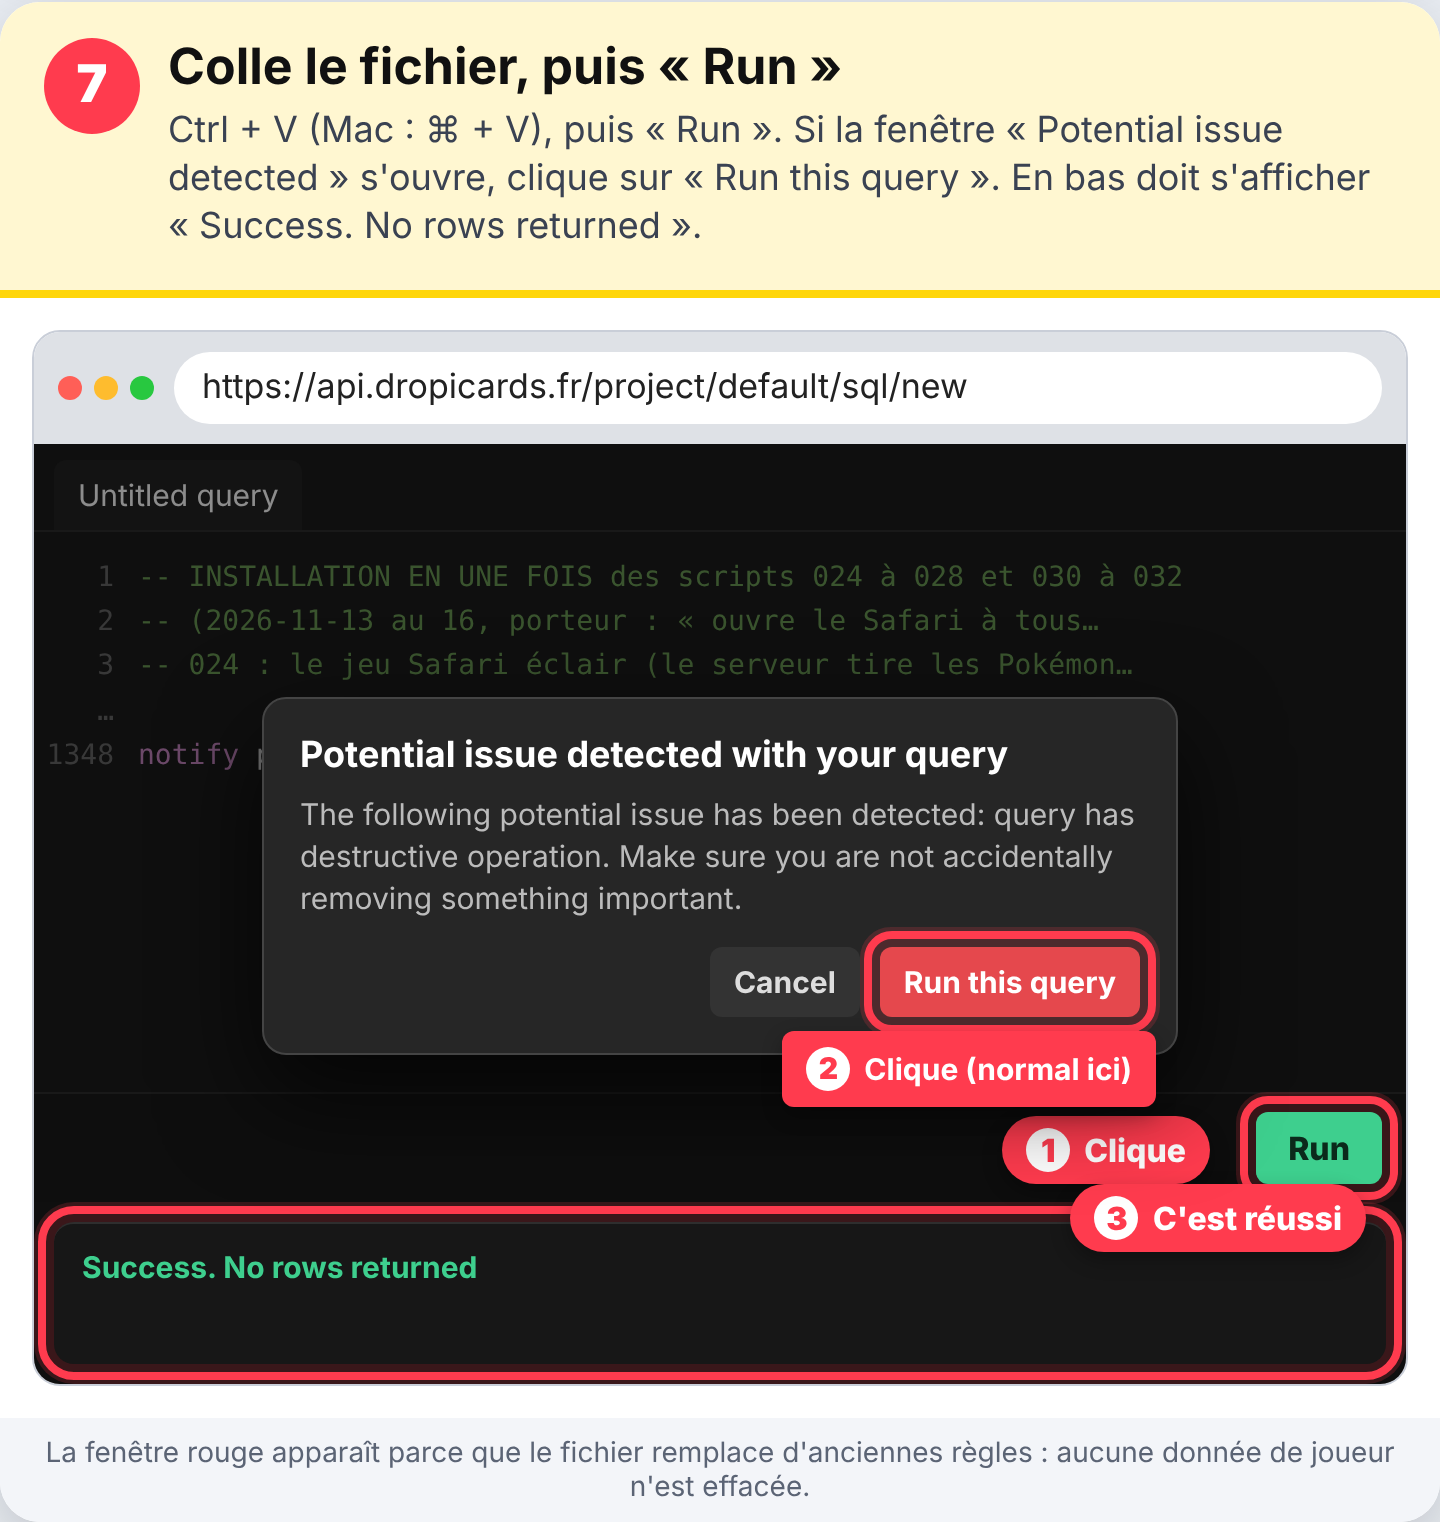 7
Colle le fichier, puis « Run »
Ctrl + V (Mac : ⌘ + V), puis « Run ». Si la fenêtre « Potential issue
detected » s'ouvre, clique sur « Run this query ». En bas doit s'afficher
« Success. No rows returned ».
https://api.dropicards.fr/project/default/sql/new
Untitled query
1 -- INSTALLATION EN UNE FOIS des scripts 024 à 028 et 030 à 032
2 -- (2026-11-13 au 16, porteur : « ouvre le Safari à tous…
3 -- 024 : le jeu Safari éclair (le serveur tire les Pokémon…
…
1348 notify
Potential issue detected with your query
The following potential issue has been detected: query has
destructive operation. Make sure you are not accidentally
removing something important.
Cancel Run this query
2 Clique (normal ici)
1 Clique Run
3 C'est réussi
Success. No rows returned
La fenêtre rouge apparaît parce que le fichier remplace d'anciennes règles : aucune donnée de joueur
n'est effacée.